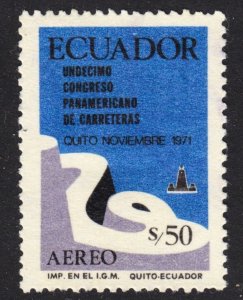 ECUADOR
UNDECIMO
CONGRESO
PANAMERICANO
DE CARRETERAS
QUITO NOVIEMBRE 1971
S/50
AEREO
IMP. EN EL I.G.M. QUITO-ECUADOR